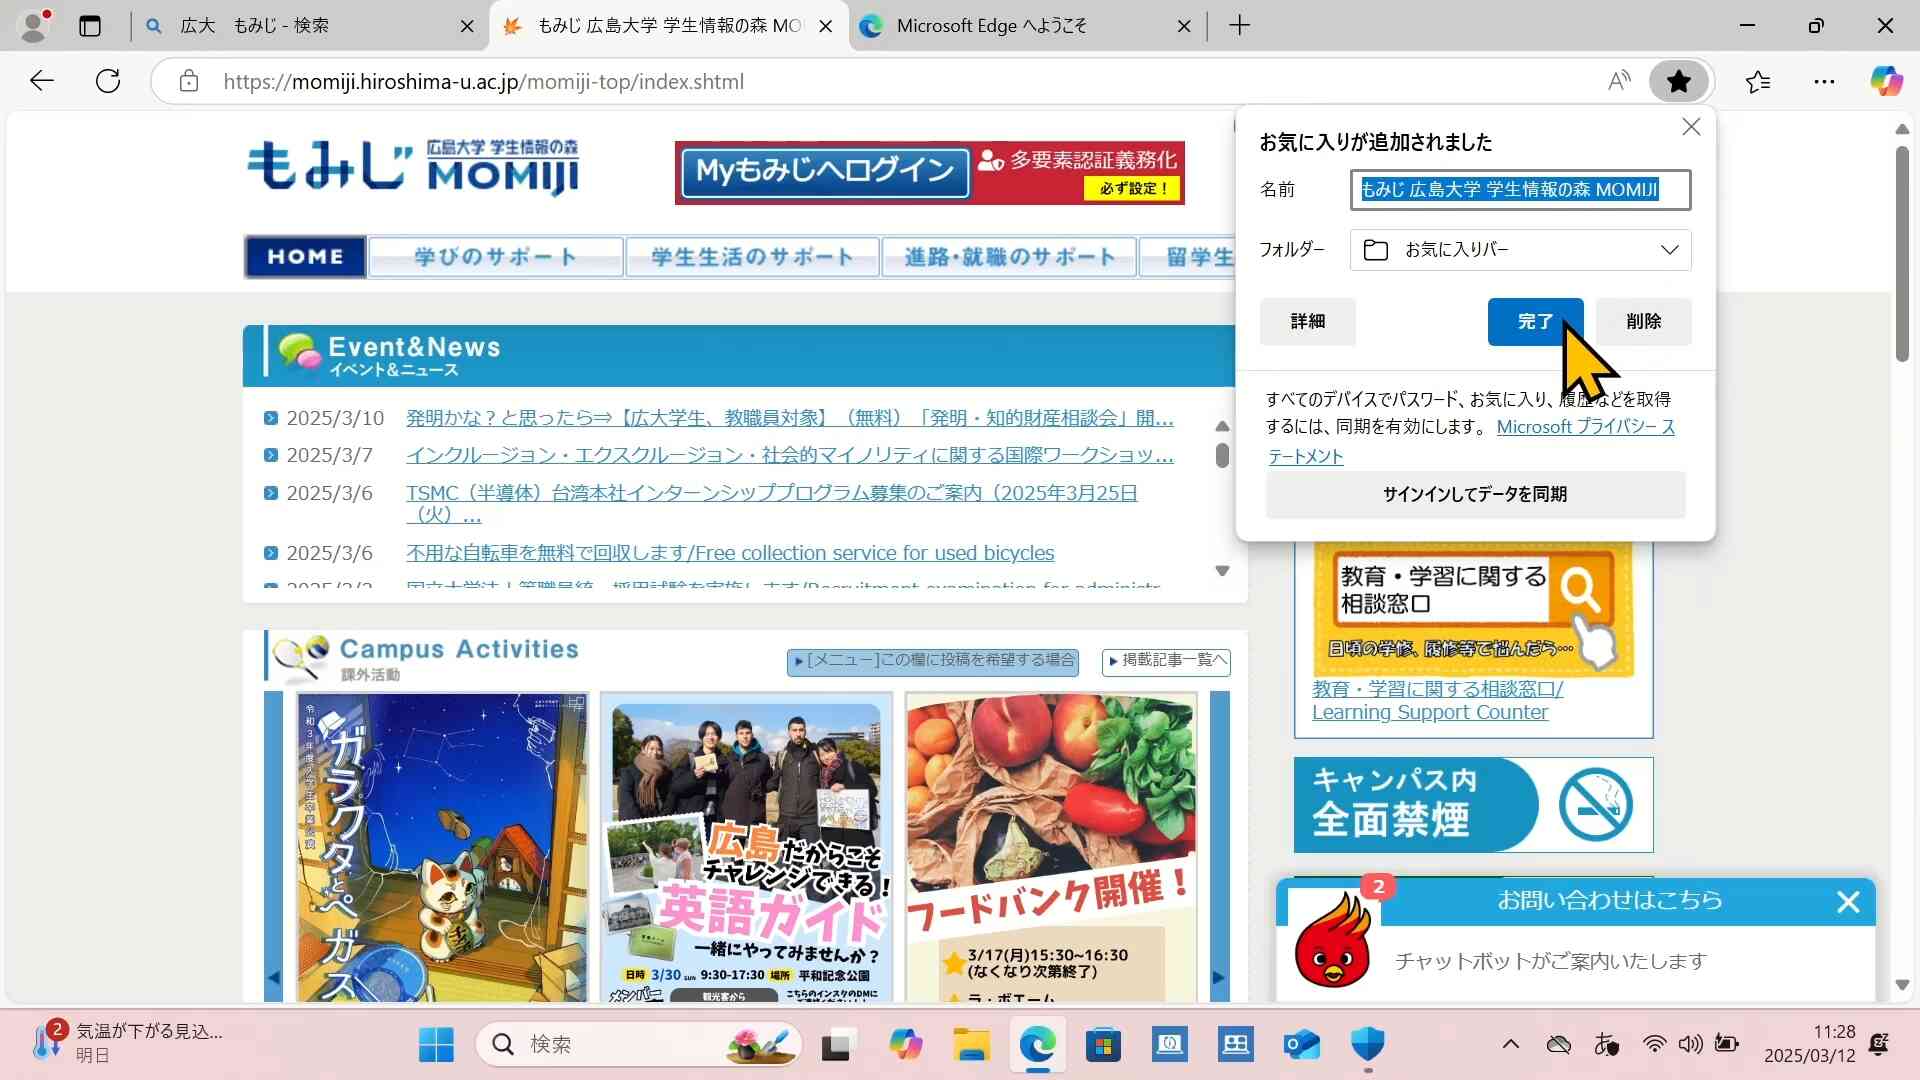 広大　もみじ - 検索
もみじ 広島大学 学生情報の森 MO
Microsoft Edge へようこそ
https://momiji.hiroshima-u.ac.jp/momiji-top/index.shtml
もみじ 広島大学 学生情報の森 MOMIJI
Myもみじへログイン
多要素認証義務化
必ず設定！
HOME
学びのサポート
学生生活のサポート
進路・就職のサポート
留学生
お気に入りが追加されました
名前
もみじ 広島大学 学生情報の森 MOMIJI
フォルダー
お気に入りバー
詳細
完了
削除
すべてのデバイスでパスワード、お気に入り、履歴などを取得
するには、同期を有効にします。 Microsoft プライバシー ス
テートメント
サインインしてデータを同期
Event&News
イベント&ニュース
2025/3/10 発明かな？と思ったら⇒【広大学生、教職員対象】（無料）「発明・知的財産相談会」開...
2025/3/7 インクルージョン・エクスクルージョン・社会的マイノリティに関する国際ワークショッ...
2025/3/6 TSMC（半導体）台湾本社インターンシッププログラム募集のご案内（2025年3月25日
（火）...
2025/3/6 不用な自転車を無料で回収します/Free collection service for used bicycles
Campus Activities
課外活動
[メニュー]この欄に投稿を希望する場合
掲載記事一覧へ
ガラクタとペガス
広島だからこそ
チャレンジできる！
英語ガイド
一緒にやってみませんか？
日時 3/30 SUN 9:30-17:30 場所 平和記念公園
メンバー
観光客から
こちらのインスタのDMに
フードバンク開催！
3/17(月)15:30~16:30
(なくなり次第終了)
ラ・ボエーム
教育・学習に関する
相談窓口
日頃の学修、履修等で悩んだら…
教育・学習に関する相談窓口/
Learning Support Counter
キャンパス内
全面禁煙
2
お問い合わせはこちら
チャットボットがご案内いたします
2
気温が下がる見込...
明日
検索
あ
11:28
2025/03/12